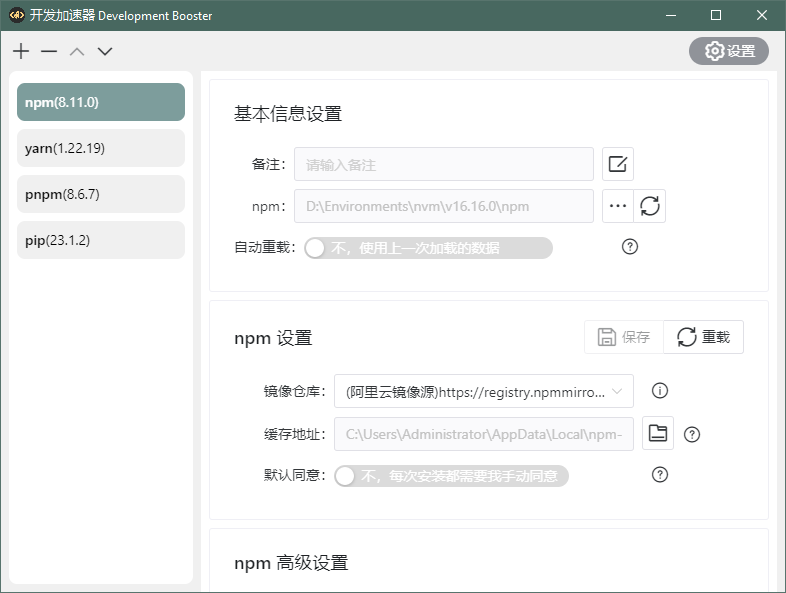 开发加速器 Development Booster
设置
npm(8.11.0)
yarn(1.22.19)
pnpm(8.6.7)
pip(23.1.2)
基本信息设置
备注: 请输入备注
npm: D:\Environments\nvm\v16.16.0\npm
自动重载: 不，使用上一次加载的数据
npm 设置 保存 重载
镜像仓库: (阿里云镜像源)https://registry.npmmirro...
缓存地址: C:\Users\Administrator\AppData\Local\npm-
默认同意: 不，每次安装都需要我手动同意
npm 高级设置